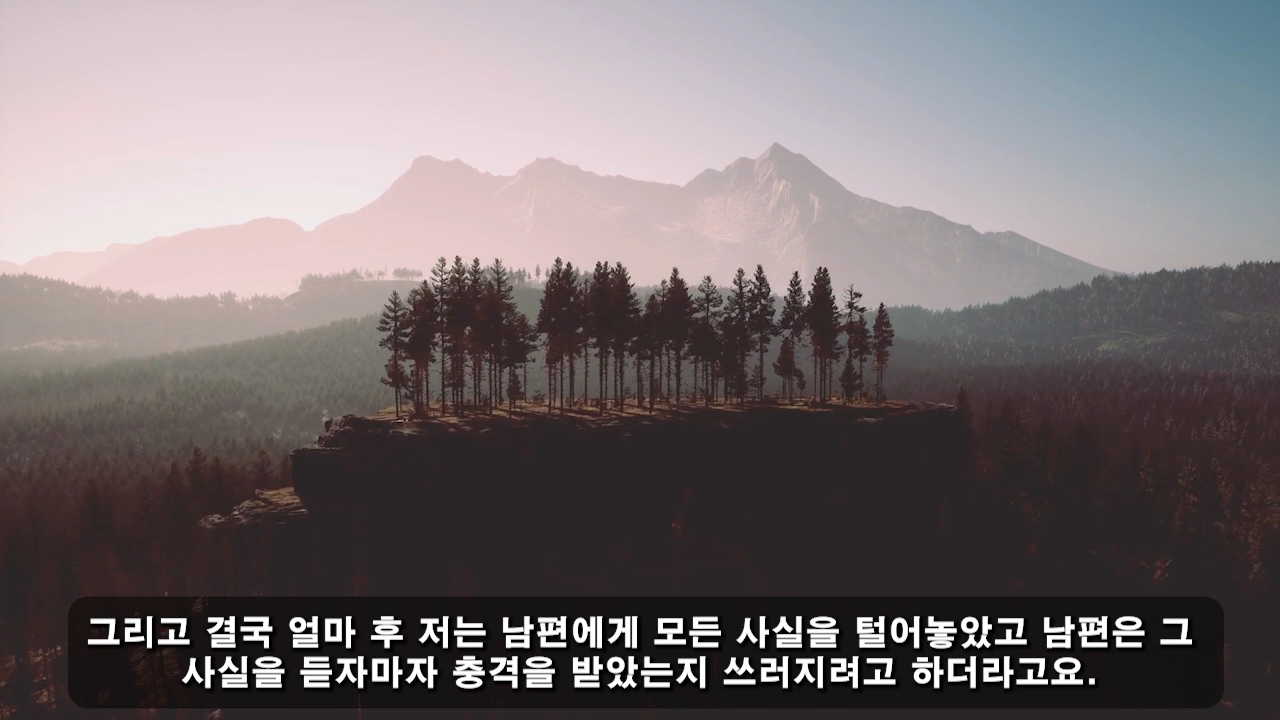 그리고 결국 얼마 후 저는 남편에게 모든 사실을 털어놓았고 남편은 그
사실을 듣자마자 충격을 받았는지 쓰러지려고 하더라고요.